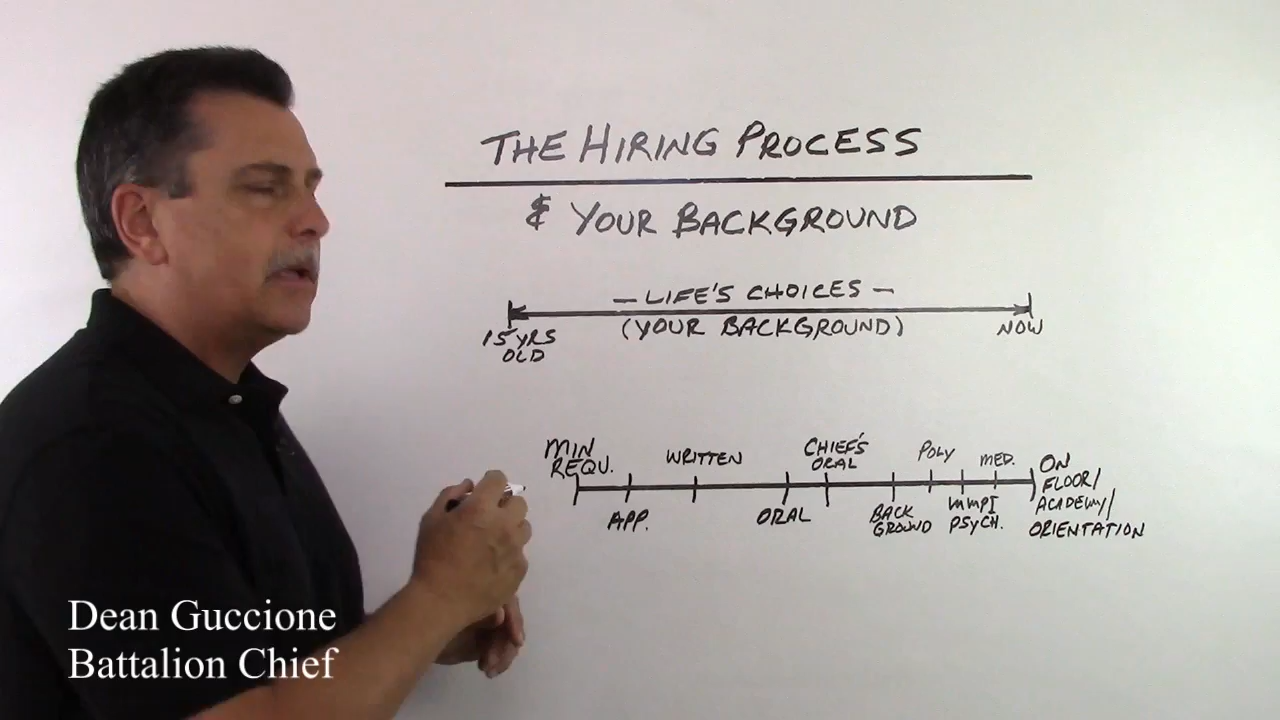 THE HIRING PROCESS
& YOUR BACKGROUND
- LIFE'S CHOICES -
(YOUR BACKGROUND)
15 YRS
OLD
NOW
MIN
REQU.
APP.
WRITTEN
ORAL
CHIEF'S
ORAL
BACK
GROUND
POLY
MMPI
PSYCH.
MED.
ON
FLOOR/
ACADEMY/
ORIENTATION
Dean Guccione
Battalion Chief